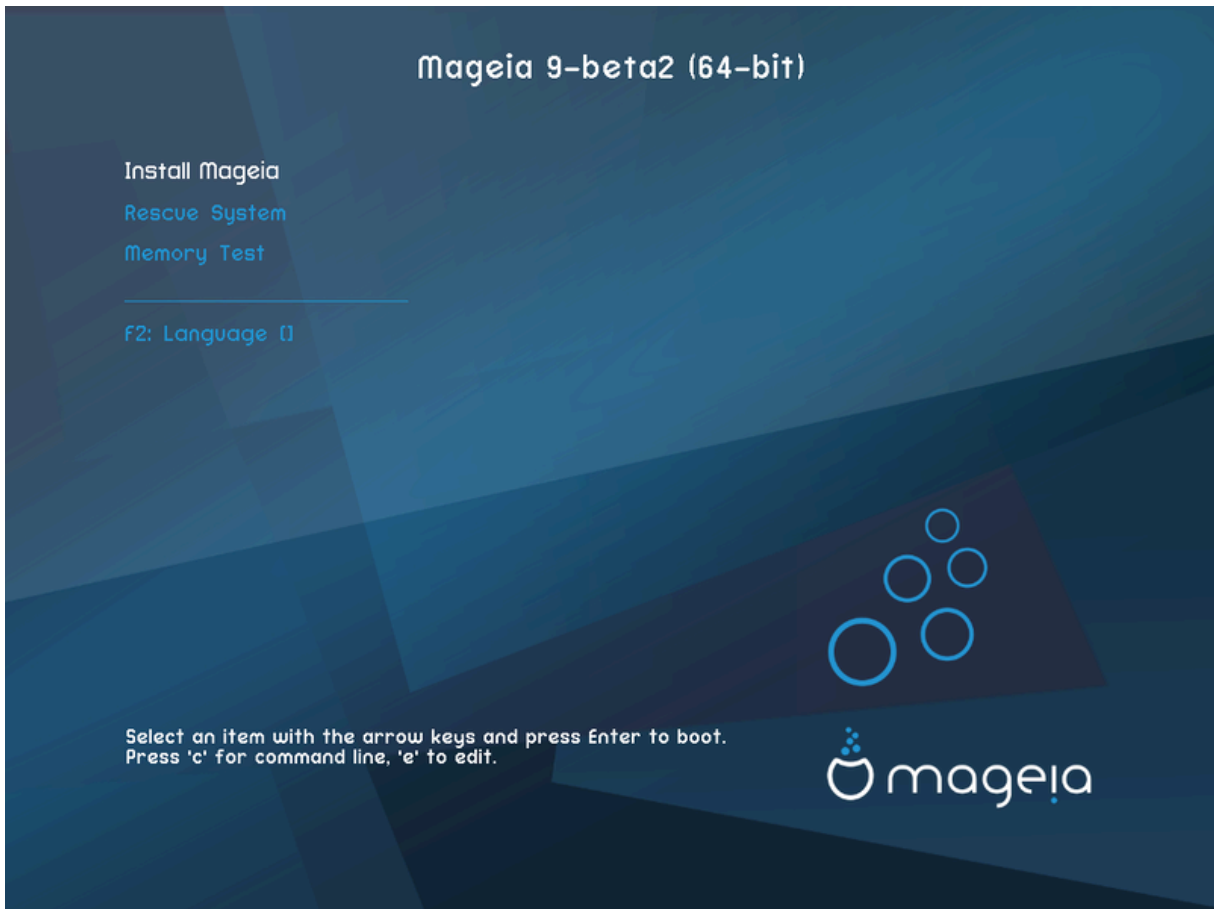 Mageia 9-beta2 (64-bit)
Install Mageia
Rescue System
Memory Test
F2: Language []
Select an item with the arrow keys and press Enter to boot.
Press 'c' for command line, 'e' to edit.
mageia